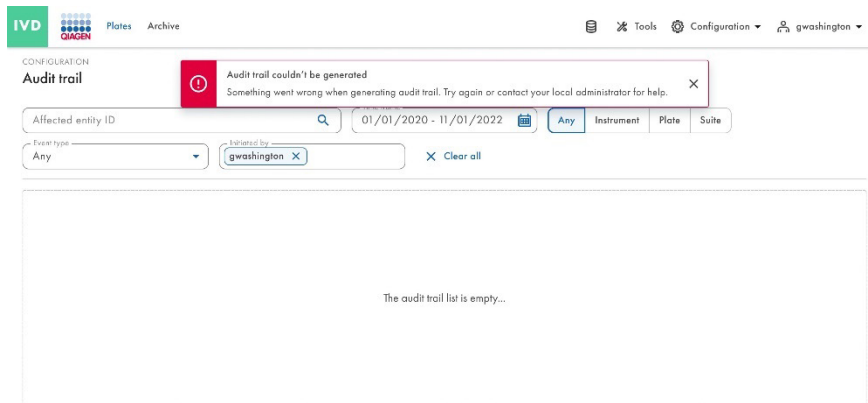 IVD
QIAGEN
Plates Archive
Tools Configuration gwashington
CONFIGURATION
Audit trail
Audit trail couldn't be generated
Something went wrong when generating audit trail. Try again or contact your local administrator for help.
Affected entity ID
01/01/2020 - 11/01/2022
Any Instrument Plate Suite
Event type
Any
Initiated by
gwashington
Clear all
The audit trail list is empty...